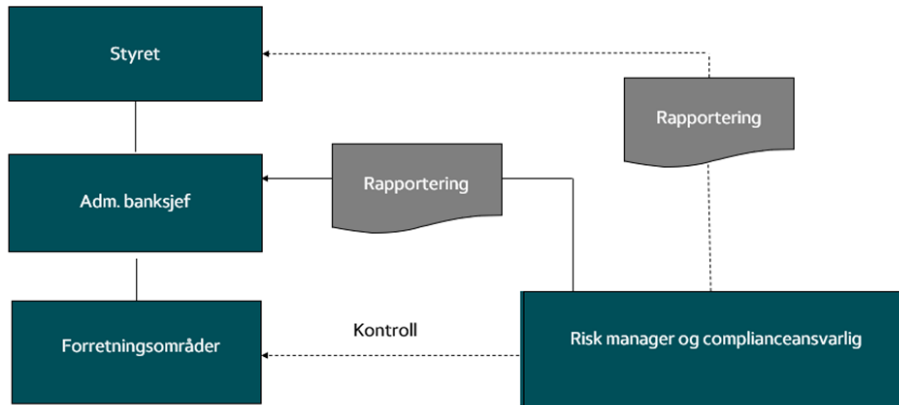 Styret
Rapportering
Adm. banksjef
Rapportering
Forretningsområder
Kontroll
Risk manager og complianceansvarlig